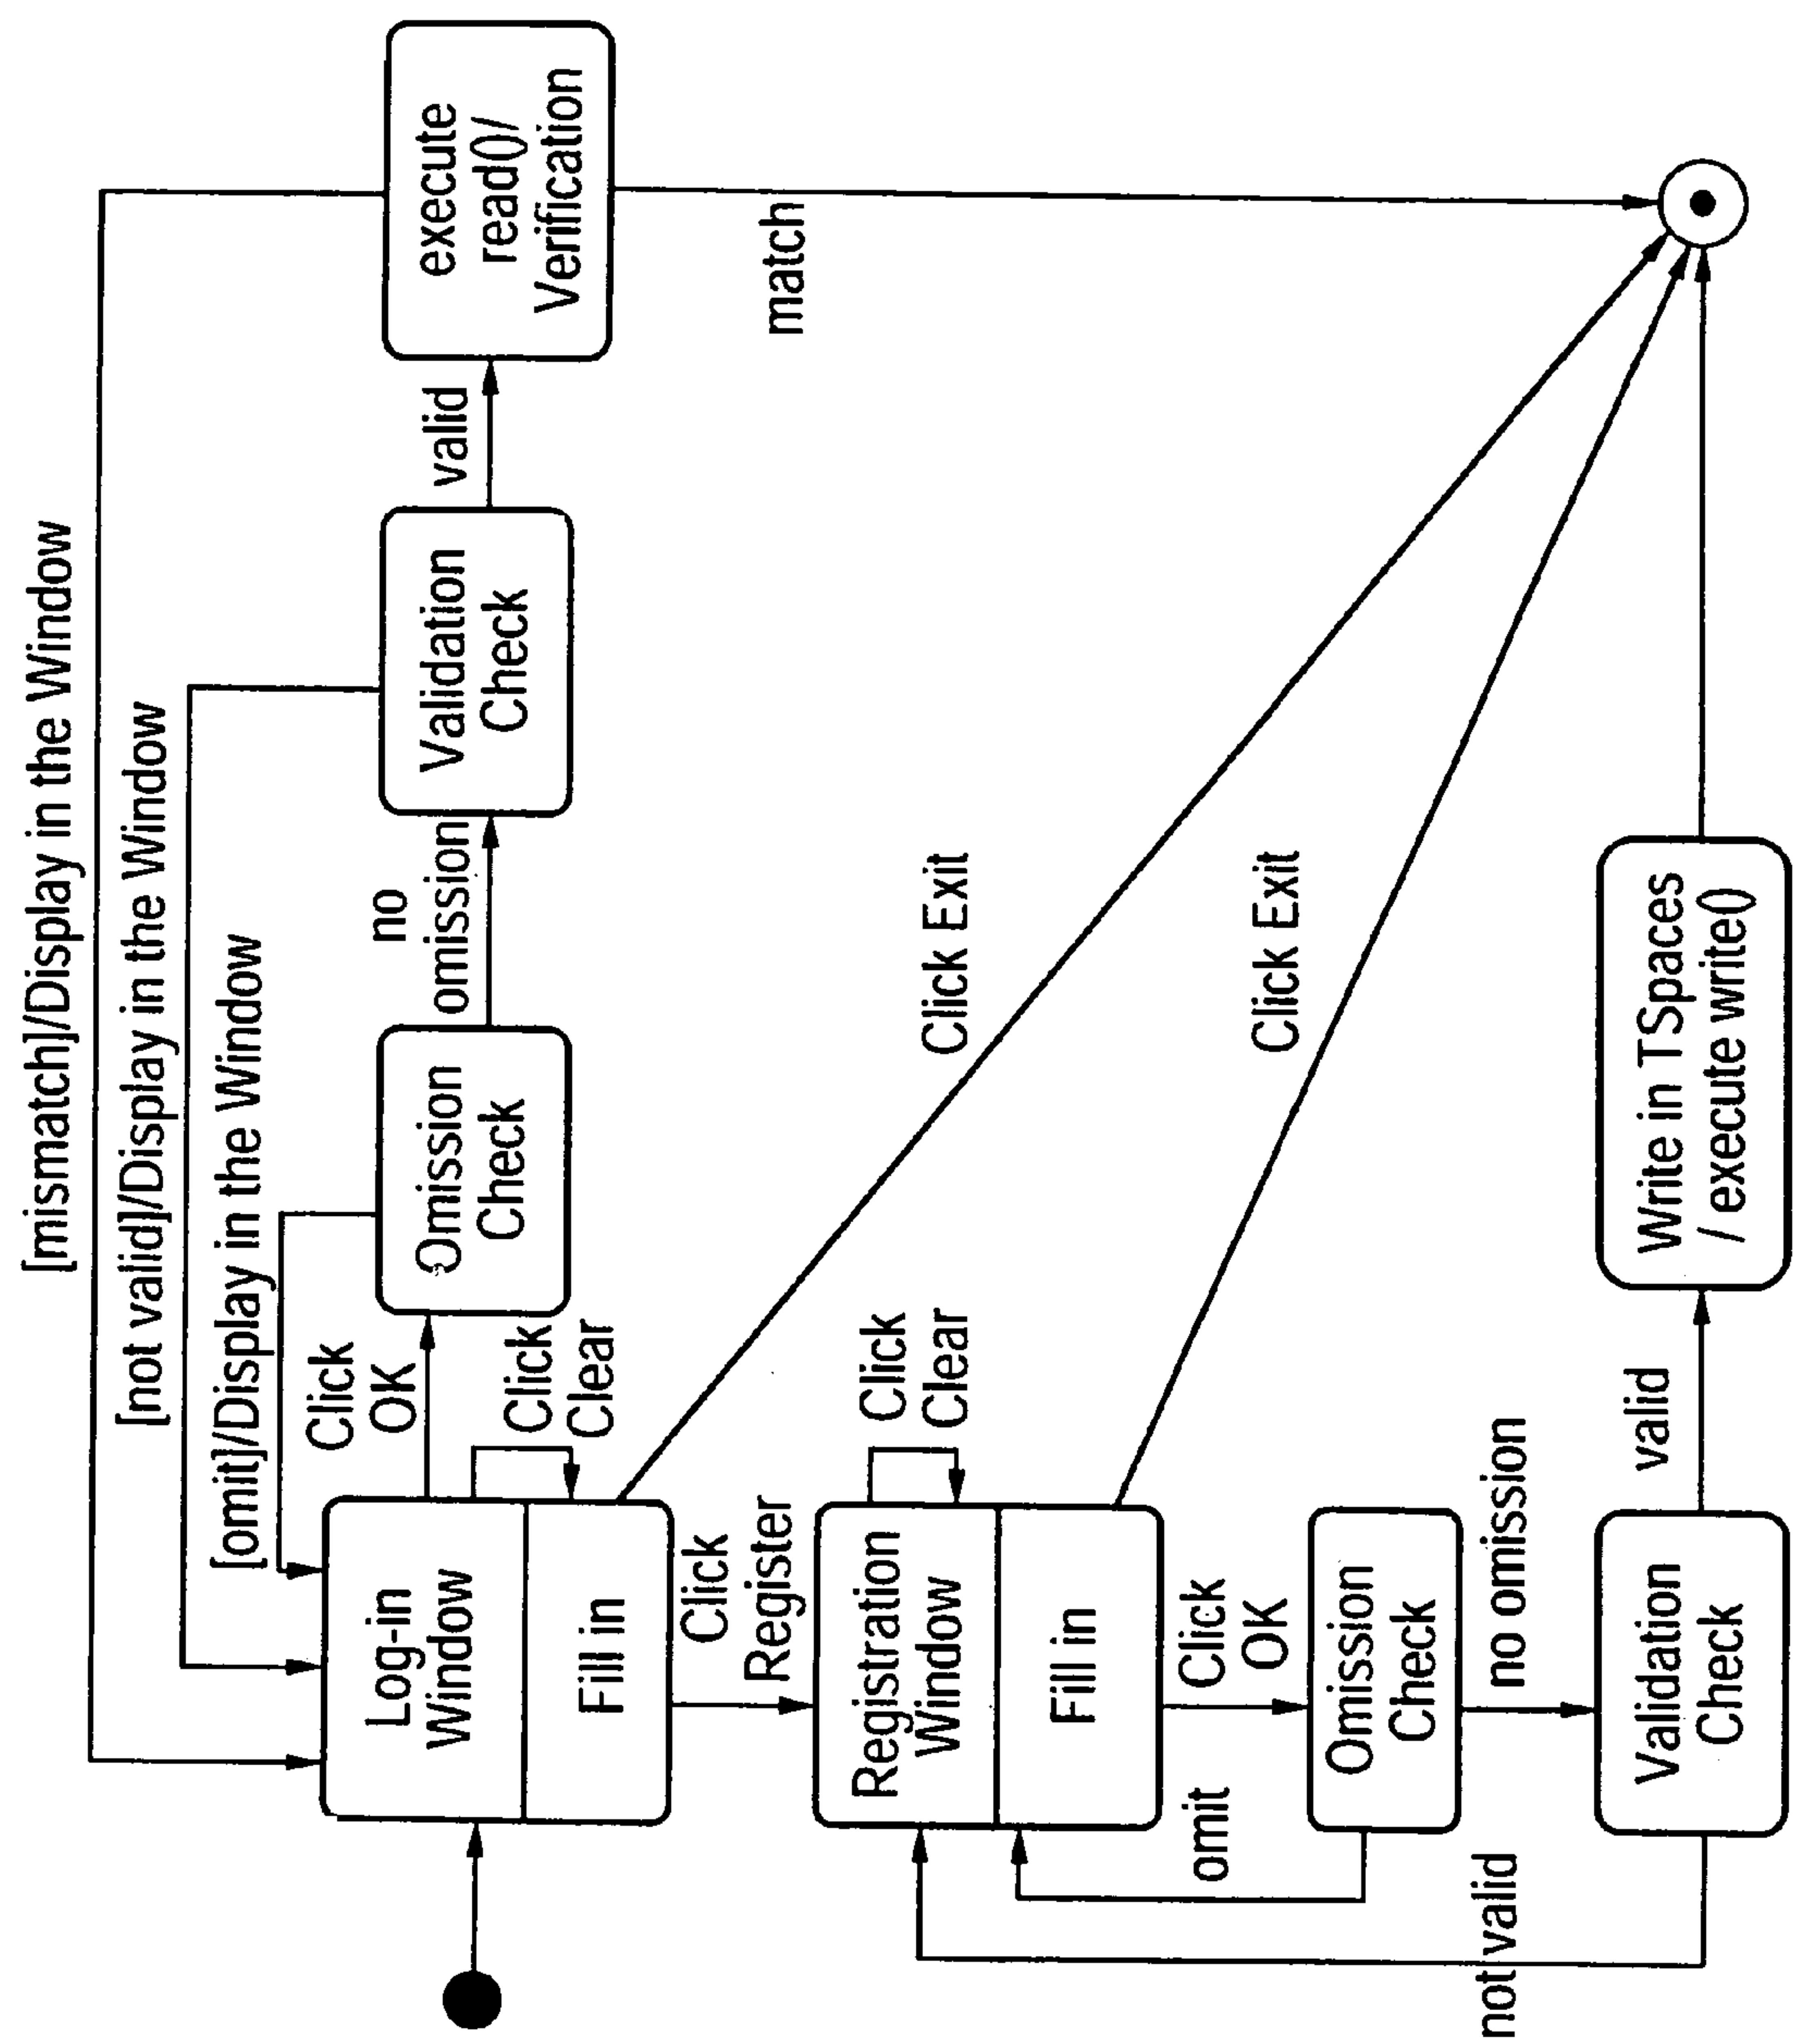 [mismatch]/Display in the Window
[not valid]/Display in the Window
[omit]/Display in the Window
Log-in
Window
Fill in
Click
OK
Click
Clear
Omission
Check
no
omission
Validation
Check
valid
execute
read()/
Verification
match
Click
Register
Click Exit
Registration
Window
Fill in
Click
Clear
Click Exit
Click
OK
omit
Omission
Check
no omission
not valid
Validation
Check
valid
Write in TSpaces
/ execute write()